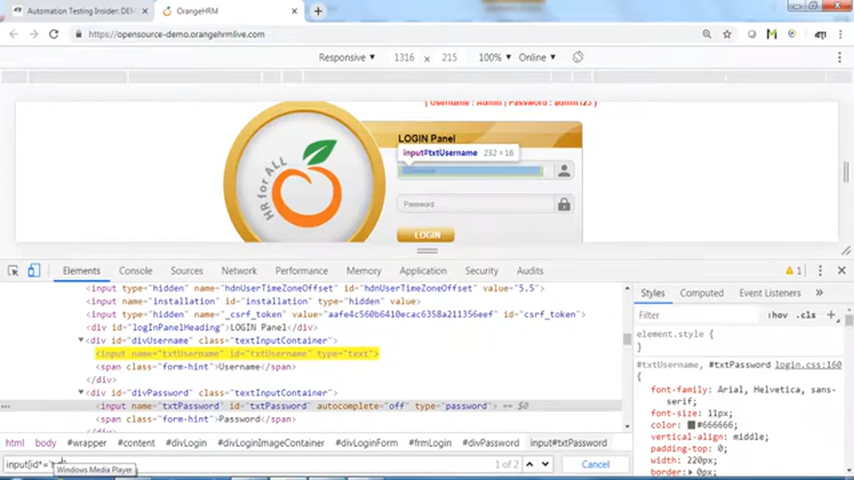 Automation Testing Insider: DEM
OrangeHRM
https://opensource-demo.orangehrmlive.com
Responsive 1316 × 215 100% Online
( Username : Admin | Password : admin123 )
LOGIN Panel
input#txtUsername 232 × 16
HR for ALL
Password
LOGIN
Elements Console Sources Network Performance Memory Application Security Audits 1
<input type="hidden" name="hdnUserTimeZoneOffset" id="hdnUserTimeZoneOffset" value="5.5">
<input type="hidden" name="installation" id="installation" type="hidden" value>
<input type="hidden" name="_csrf_token" value="aafe4c560b6410ecac6358a211356eef" id="csrf_token">
<div id="logInPanelHeading">LOGIN Panel</div>
<div id="divUsername" class="textInputContainer">
<input name="txtUsername" id="txtUsername" type="text">
<span class="form-hint">Username</span>
</div>
<div id="divPassword" class="textInputContainer">
<input name="txtPassword" id="txtPassword" autocomplete="off" type="password"> == $0
<span class="form-hint">Password</span>
</div>
html body #wrapper #content #divLogin #divLoginImageContainer #divLoginForm #frmLogin #divPassword input#txtPassword
input[id*='
Windows Media Player
1 of 2 Cancel
Styles Computed Event Listeners »
:hov .cls +
element.style {
}
#txtUsername, #txtPassword login.css:160
{
font-family: Arial, Helvetica, sans-
serif;
font-size: 11px;
color: #666666;
vertical-align: middle;
width: 220px;
border: 0px;